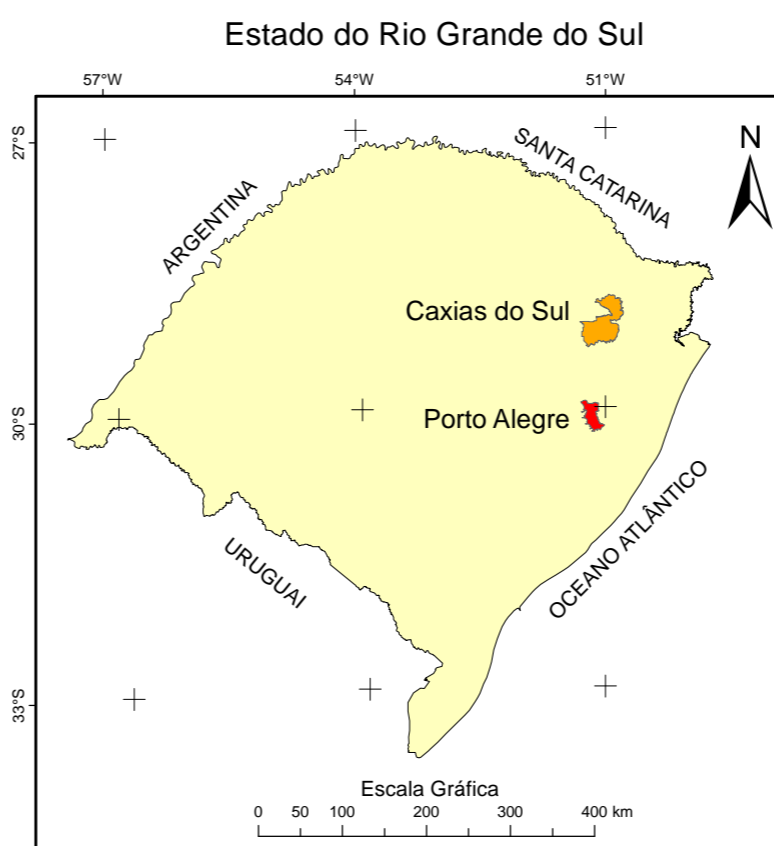 Estado do Rio Grande do Sul
57°W 54°W 51°W
27°S
N
SANTA CATARINA
ARGENTINA
Caxias do Sul
30°S
Porto Alegre
OCEANO ATLÂNTICO
URUGUAI
33°S
Escala Gráfica
0 50 100 200 300 400 km